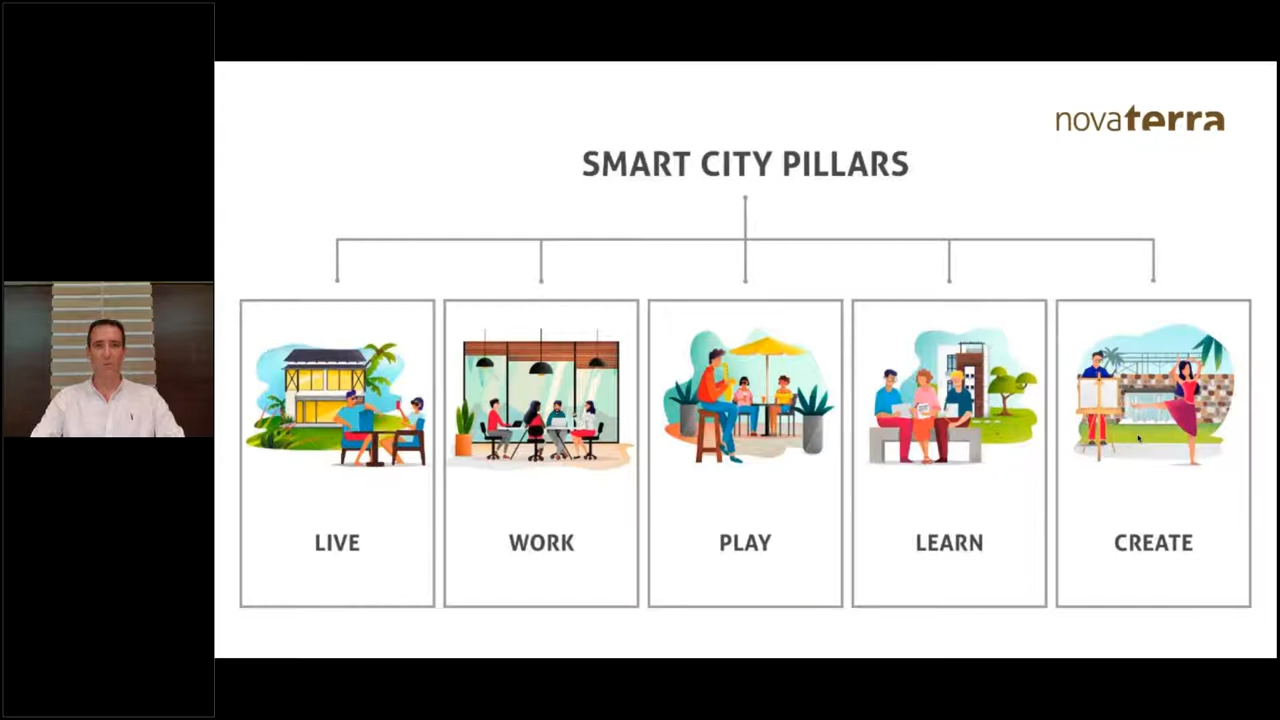 novaterra
SMART CITY PILLARS
LIVE
WORK
PLAY
LEARN
CREATE